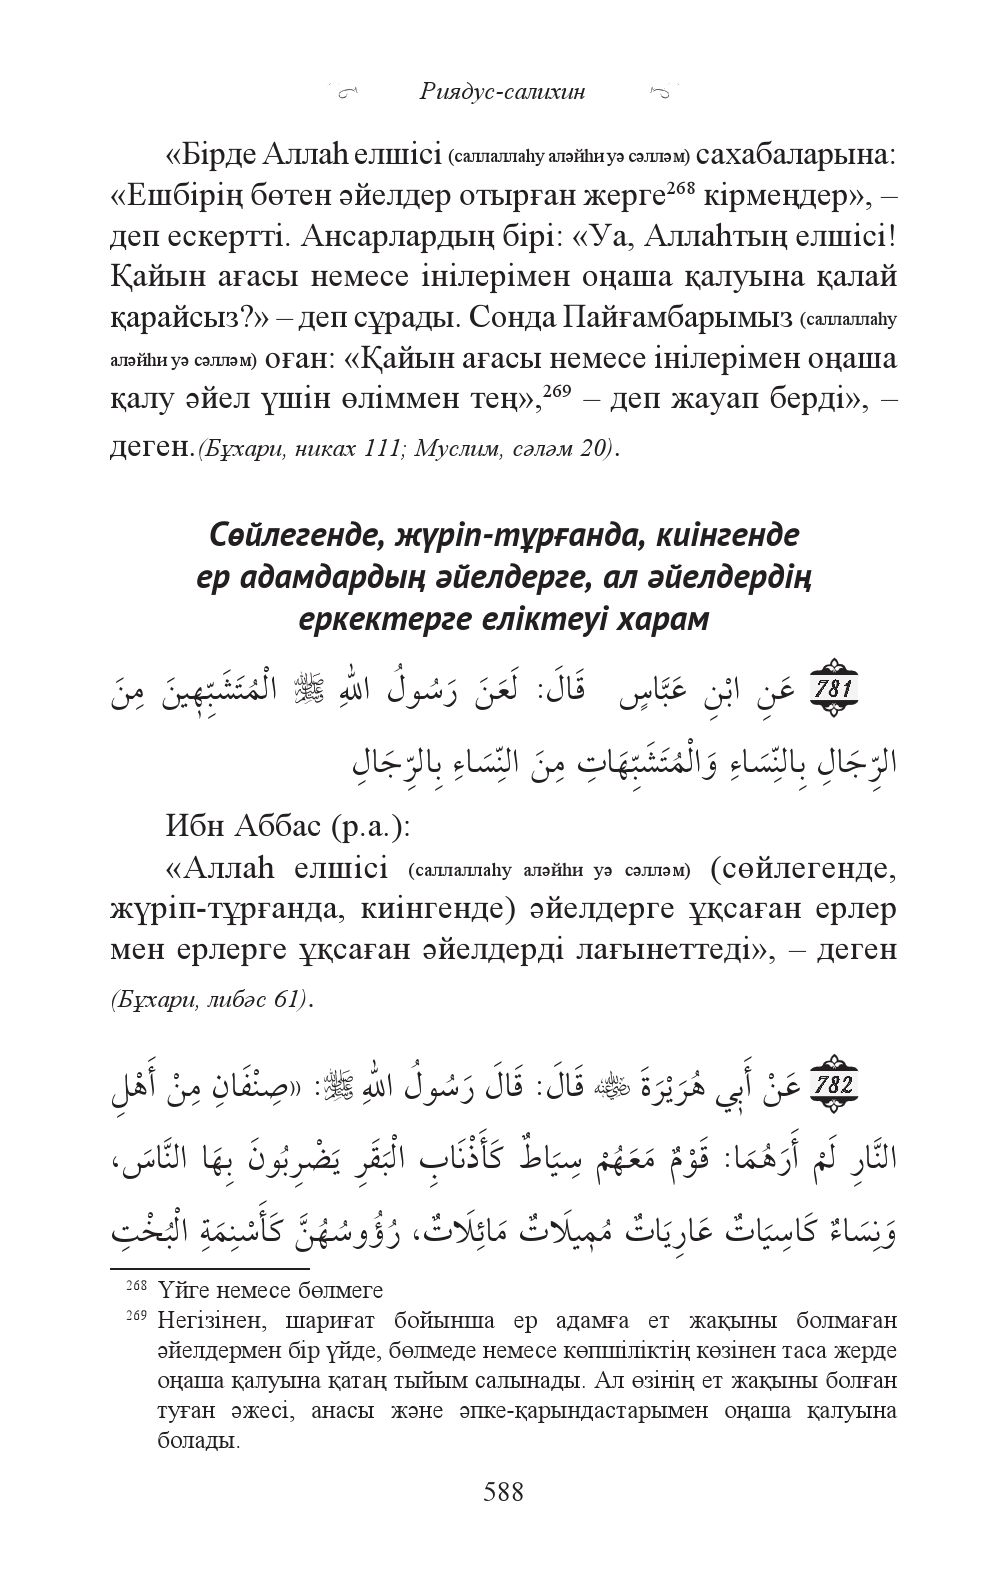 Риядус-салихин
«Бірде Аллаһ елшісі (саллаллаһу аләйһи уә сәлләм) сахабаларына:
«Ешбірің бөтен әйелдер отырған жерге268 кірмеңдер», –
деп ескертті. Ансарлардың бірі: «Уа, Аллаһтың елшісі!
Қайын ағасы немесе інілерімен оңаша қалуына қалай
қарайсыз?» – деп сұрады. Сонда Пайғамбарымыз (саллаллаһу
аләйһи уә сәлләм) оған: «Қайын ағасы немесе інілерімен оңаша
қалу әйел үшін өліммен тең»,269 – деп жауап берді», –
деген.(Бұхари, никах 111; Муслим, сәләм 20).
Сөйлегенде, жүріп-тұрғанда, киінгенде
ер адамдардың әйелдерге, ал әйелдердің
еркектерге еліктеуі харам
781 عَنِ ابْنِ عَبَّاسٍ قَالَ: لَعَنَ رَسُولُ اللهِ ﷺ الْمُتَشَبِّهِينَ مِنَ
الرِّجَالِ بِالنِّسَاءِ وَالْمُتَشَبِّهَاتِ مِنَ النِّسَاءِ بِالرِّجَالِ
Ибн Аббас (р.а.):
«Аллаһ елшісі (саллаллаһу аләйһи уә сәлләм) (сөйлегенде,
жүріп-тұрғанда, киінгенде) әйелдерге ұқсаған ерлер
мен ерлерге ұқсаған әйелдерді лағынеттеді», – деген
(Бұхари, либәс 61).
782 عَنْ أَبِي هُرَيْرَةَ ؓ قَالَ: قَالَ رَسُولُ اللهِ ﷺ: «صِنْفَانِ مِنْ أَهْلِ
النَّارِ لَمْ أَرَهُمَا: قَوْمٌ مَعَهُمْ سِيَاطٌ كَأَذْنَابِ الْبَقَرِ يَضْرِبُونَ بِهَا النَّاسَ،
وَنِسَاءٌ كَاسِيَاتٌ عَارِيَاتٌ مُمِيلَاتٌ مَائِلَاتٌ، رُؤُوسُهُنَّ كَأَسْنِمَةِ الْبُخْتِ
268 Үйге немесе бөлмеге
269 Негізінен, шариғат бойынша ер адамға ет жақыны болмаған
әйелдермен бір үйде, бөлмеде немесе көпшіліктің көзінен таса жерде
оңаша қалуына қатаң тыйым салынады. Ал өзінің ет жақыны болған
туған әжесі, анасы және әпке-қарындастарымен оңаша қалуына
болады.
588